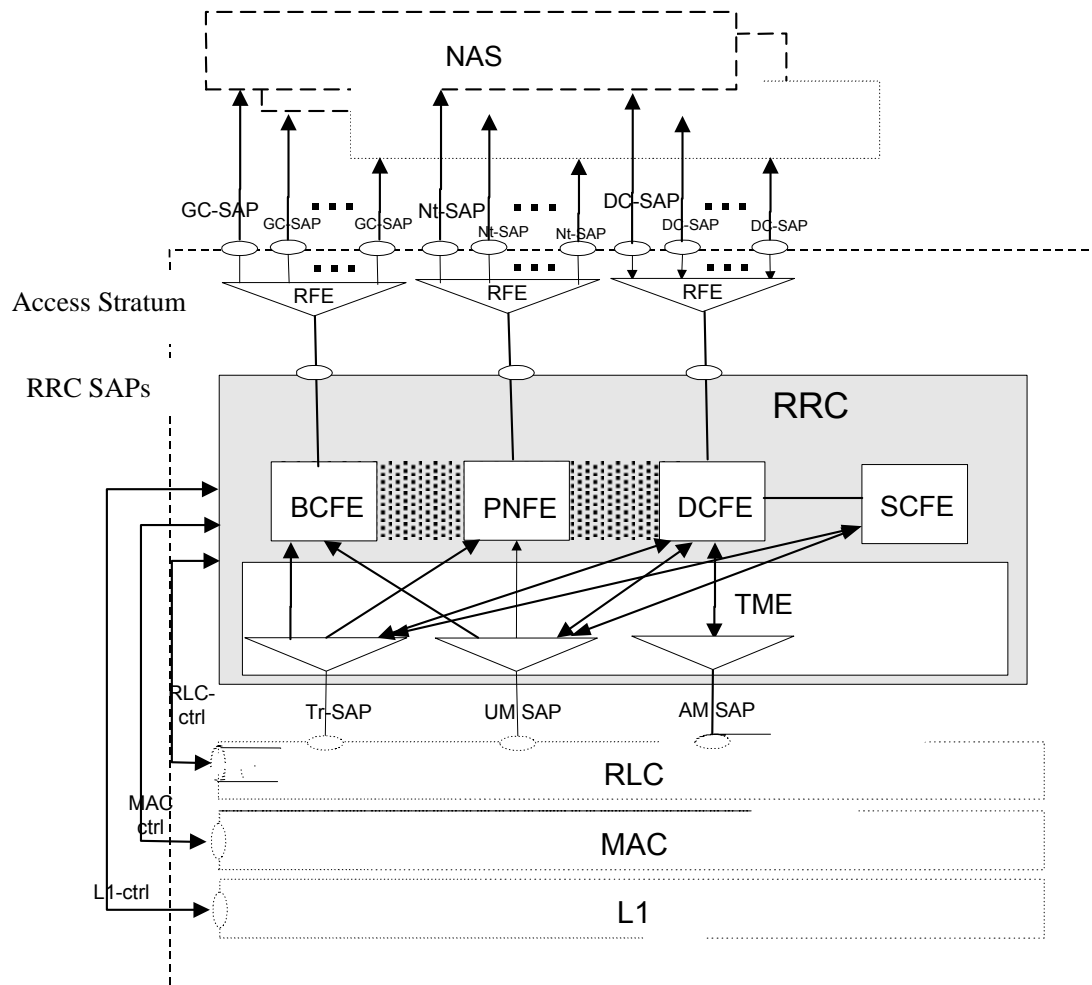 NAS
GC-SAP
GC-SAP
GC-SAP
Nt-SAP
Nt-SAP
Nt-SAP
DC-SAP
DC-SAP
DC-SAP
RFE
RFE
RFE
Access Stratum
RRC SAPs
RRC
BCFE
PNFE
DCFE
SCFE
TME
RLC-
ctrl
Tr-SAP
UM SAP
AM SAP
RLC
MAC
ctrl
MAC
L1-ctrl
L1